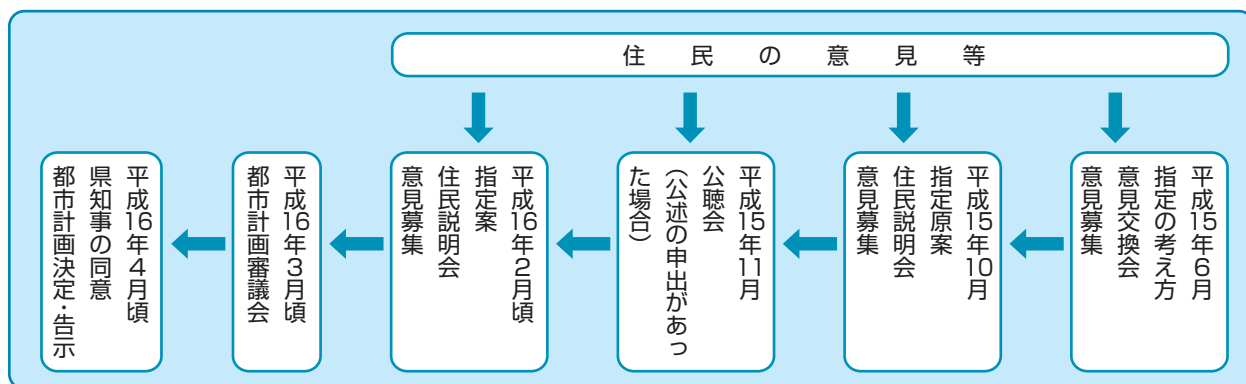 住民の意見等
平成15年6月
指定の考え方
意見交換会
意見募集
平成15年10月
指定原案
住民説明会
意見募集
平成15年11月
公聴会
（公述の申出があっ
た場合）
平成16年2月頃
指定案
住民説明会
意見募集
平成16年3月頃
都市計画審議会
平成16年4月頃
県知事の同意
都市計画決定・告示